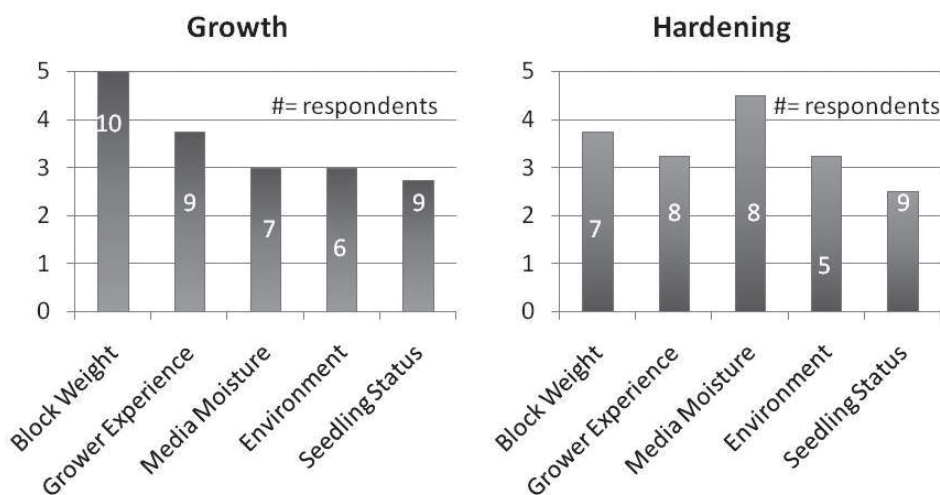 Growth
5
4
3
2
1
0
#= respondents
10
9
7
6
9
Block Weight
Grower Experience
Media Moisture
Environment
Seedling Status
Hardening
5
4
3
2
1
0
#= respondents
7
8
8
5
9
Block Weight
Grower Experience
Media Moisture
Environment
Seedling Status